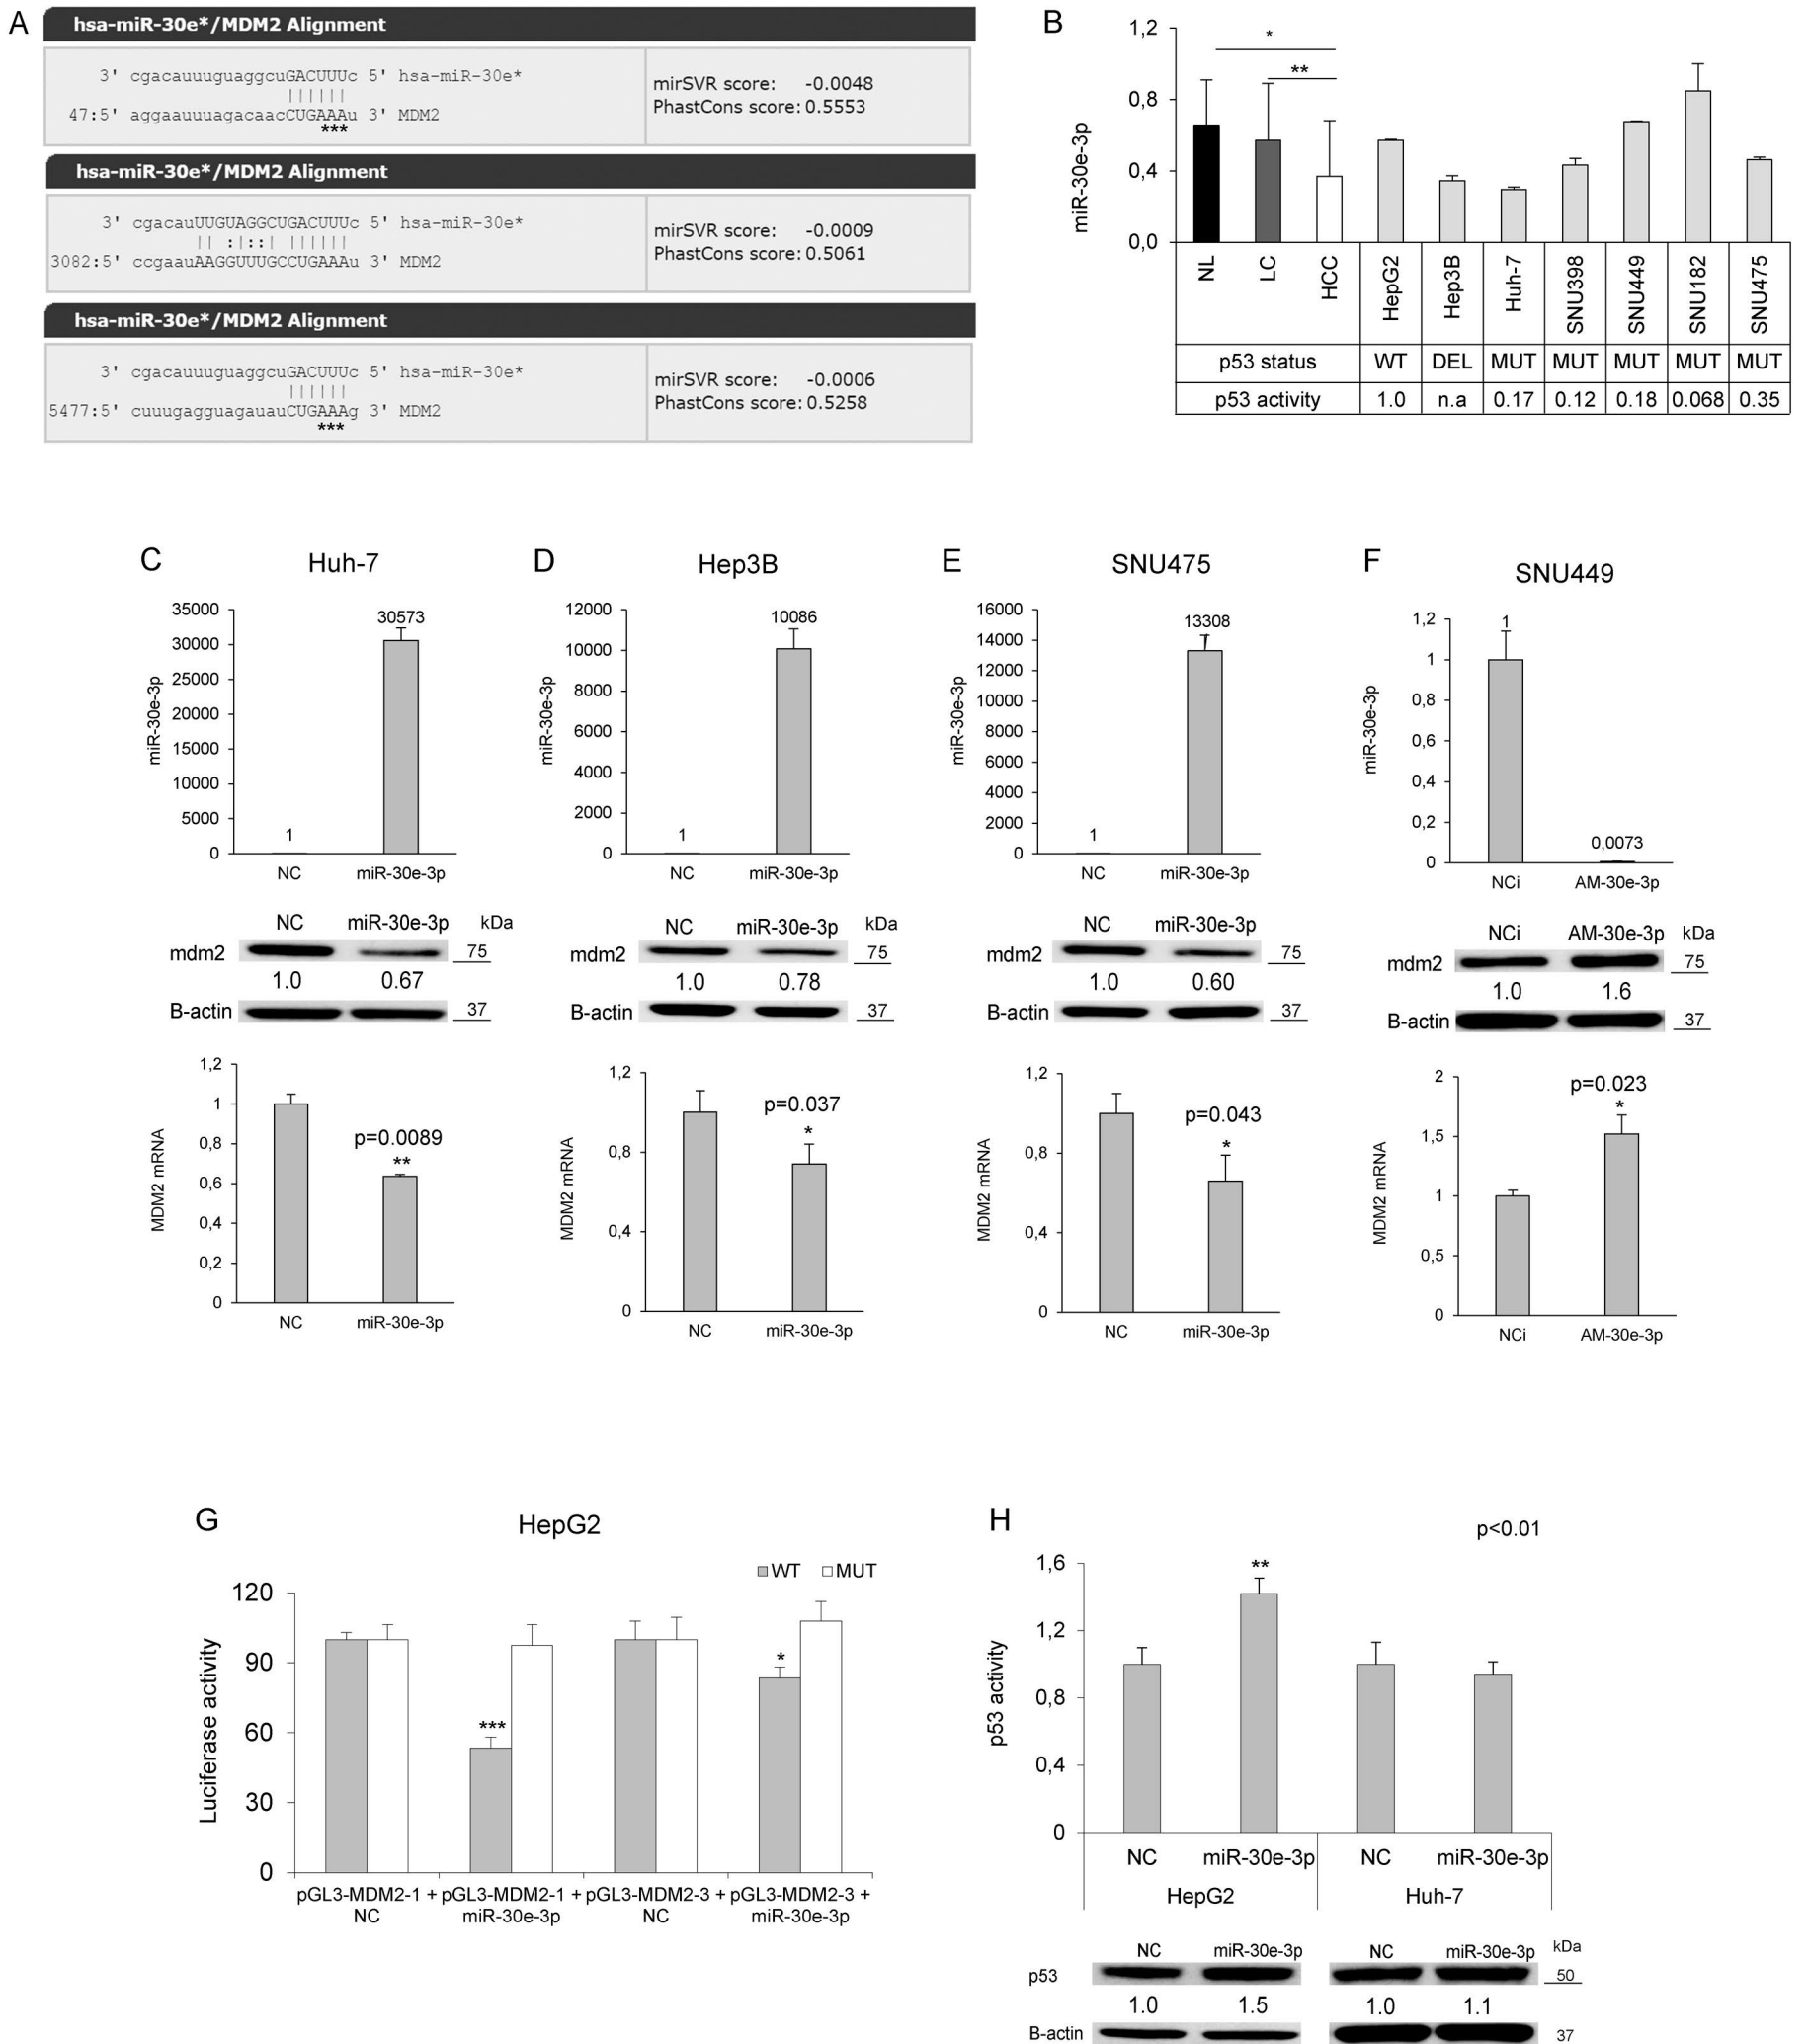 A
hsa-miR-30e*/MDM2 Alignment
3' cgacauuuguaggcuGACUUUc 5' hsa-miR-30e*
||||||
47:5' aggaauuuagacaacCUGAAAu 3' MDM2
***
mirSVR score: -0.0048
PhastCons score: 0.5553
hsa-miR-30e*/MDM2 Alignment
3' cgacauUUGUAGGCUGACUUUc 5' hsa-miR-30e*
|| :|::| ||||||
3082:5' ccgaauAAGGUUUGCCUGAAAu 3' MDM2
mirSVR score: -0.0009
PhastCons score: 0.5061
hsa-miR-30e*/MDM2 Alignment
3' cgacauuuguaggcuGACUUUc 5' hsa-miR-30e*
||||||
5477:5' cuuugagguagauauCUGAAAg 3' MDM2
***
mirSVR score: -0.0006
PhastCons score: 0.5258
B
miR-30e-3p
1,2
0,8
0,4
0,0
*
**
NL
LC
HCC
HepG2
Hep3B
Huh-7
SNU398
SNU449
SNU182
SNU475
p53 status WT DEL MUT MUT MUT MUT MUT
p53 activity 1.0 n.a 0.17 0.12 0.18 0.068 0.35
C
Huh-7
miR-30e-3p
35000
30000
25000
20000
15000
10000
5000
0
1
30573
NC miR-30e-3p
NC miR-30e-3p kDa
mdm2 75
1.0 0.67
B-actin 37
MDM2 mRNA
1,2
1
0,8
0,6
0,4
0,2
0
p=0.0089
**
NC miR-30e-3p
D
Hep3B
miR-30e-3p
12000
10000
8000
6000
4000
2000
0
1
10086
NC miR-30e-3p
NC miR-30e-3p kDa
mdm2 75
1.0 0.78
B-actin 37
MDM2 mRNA
1,2
0,8
0,4
0
p=0.037
*
NC miR-30e-3p
E
SNU475
miR-30e-3p
16000
14000
12000
10000
8000
6000
4000
2000
0
1
13308
NC miR-30e-3p
NC miR-30e-3p kDa
mdm2 75
1.0 0.60
B-actin 37
MDM2 mRNA
1,2
0,8
0,4
0
p=0.043
*
NC miR-30e-3p
F
SNU449
miR-30e-3p
1,2
1
0,8
0,6
0,4
0,2
0
1
0,0073
NCi AM-30e-3p
NCi AM-30e-3p kDa
mdm2 75
1.0 1.6
B-actin 37
MDM2 mRNA
2
1,5
1
0,5
0
p=0.023
*
NCi AM-30e-3p
G
HepG2
WT MUT
Luciferase activity
120
90
60
30
0
***
*
pGL3-MDM2-1 + pGL3-MDM2-1 + pGL3-MDM2-3 + pGL3-MDM2-3 +
NC miR-30e-3p NC miR-30e-3p
H
p<0.01
p53 activity
1,6
1,2
0,8
0,4
0
**
NC miR-30e-3p NC miR-30e-3p
HepG2 Huh-7
NC miR-30e-3p NC miR-30e-3p kDa
p53 50
1.0 1.5 1.0 1.1
B-actin 37